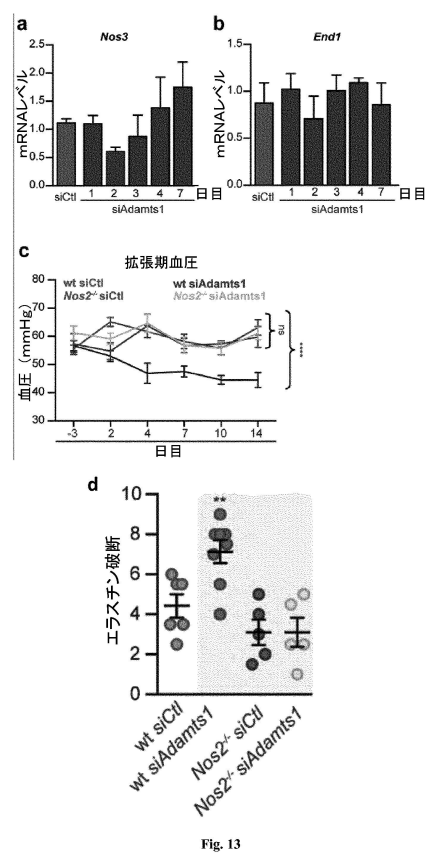 a
Nos3
mRNAレベル
2.5
2.0
1.5
1.0
0.5
0.0
siCtl
1 2 3 4 7 日目
siAdamts1
b
End1
mRNAレベル
1.5
1.0
0.5
0.0
siCtl
1 2 3 4 7 日目
siAdamts1
c
拡張期血圧
wt siCtl wt siAdamts1
Nos2-/- siCtl Nos2-/- siAdamts1
血圧 (mmHg)
80
70
60
50
40
30
ns
****
-3 2 4 7 10 14
日目
d
エラスチン破断
10
8
6
4
2
0
**
wt siCtl
wt siAdamts1
Nos2-/- siCtl
Nos2-/- siAdamts1
Fig. 13